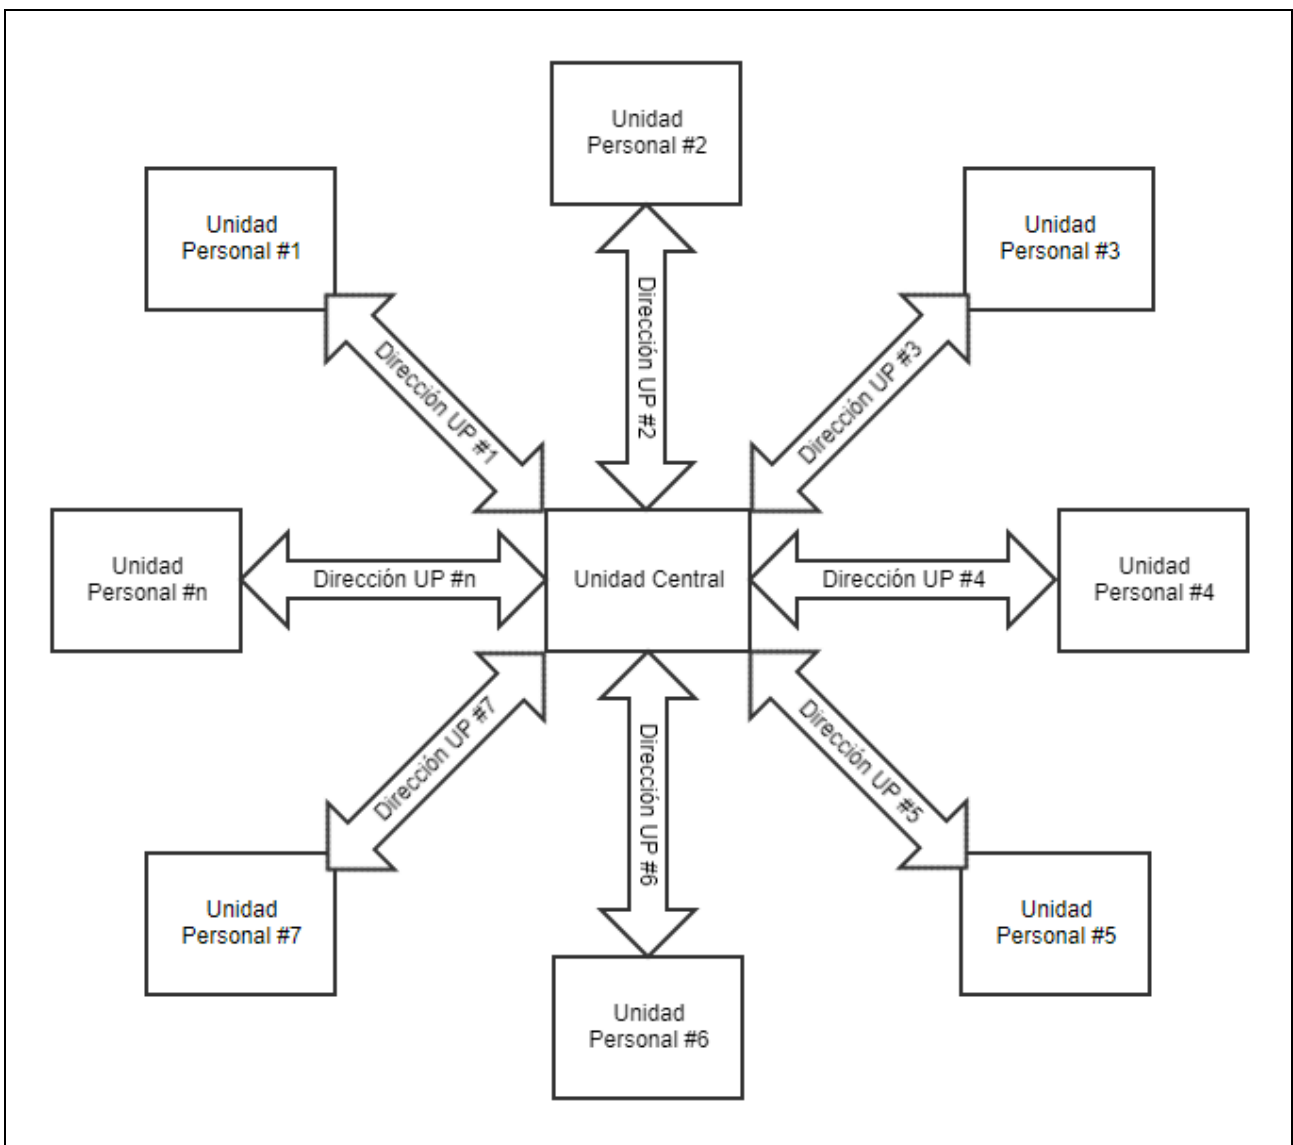 Unidad
Personal #2
Unidad
Personal #1
Unidad
Personal #3
Dirección UP #1
Dirección UP #2
Dirección UP #3
Unidad
Personal #n
Dirección UP #n
Unidad Central
Dirección UP #4
Unidad
Personal #4
Dirección UP #7
Dirección UP #6
Dirección UP #5
Unidad
Personal #7
Unidad
Personal #5
Unidad
Personal #6